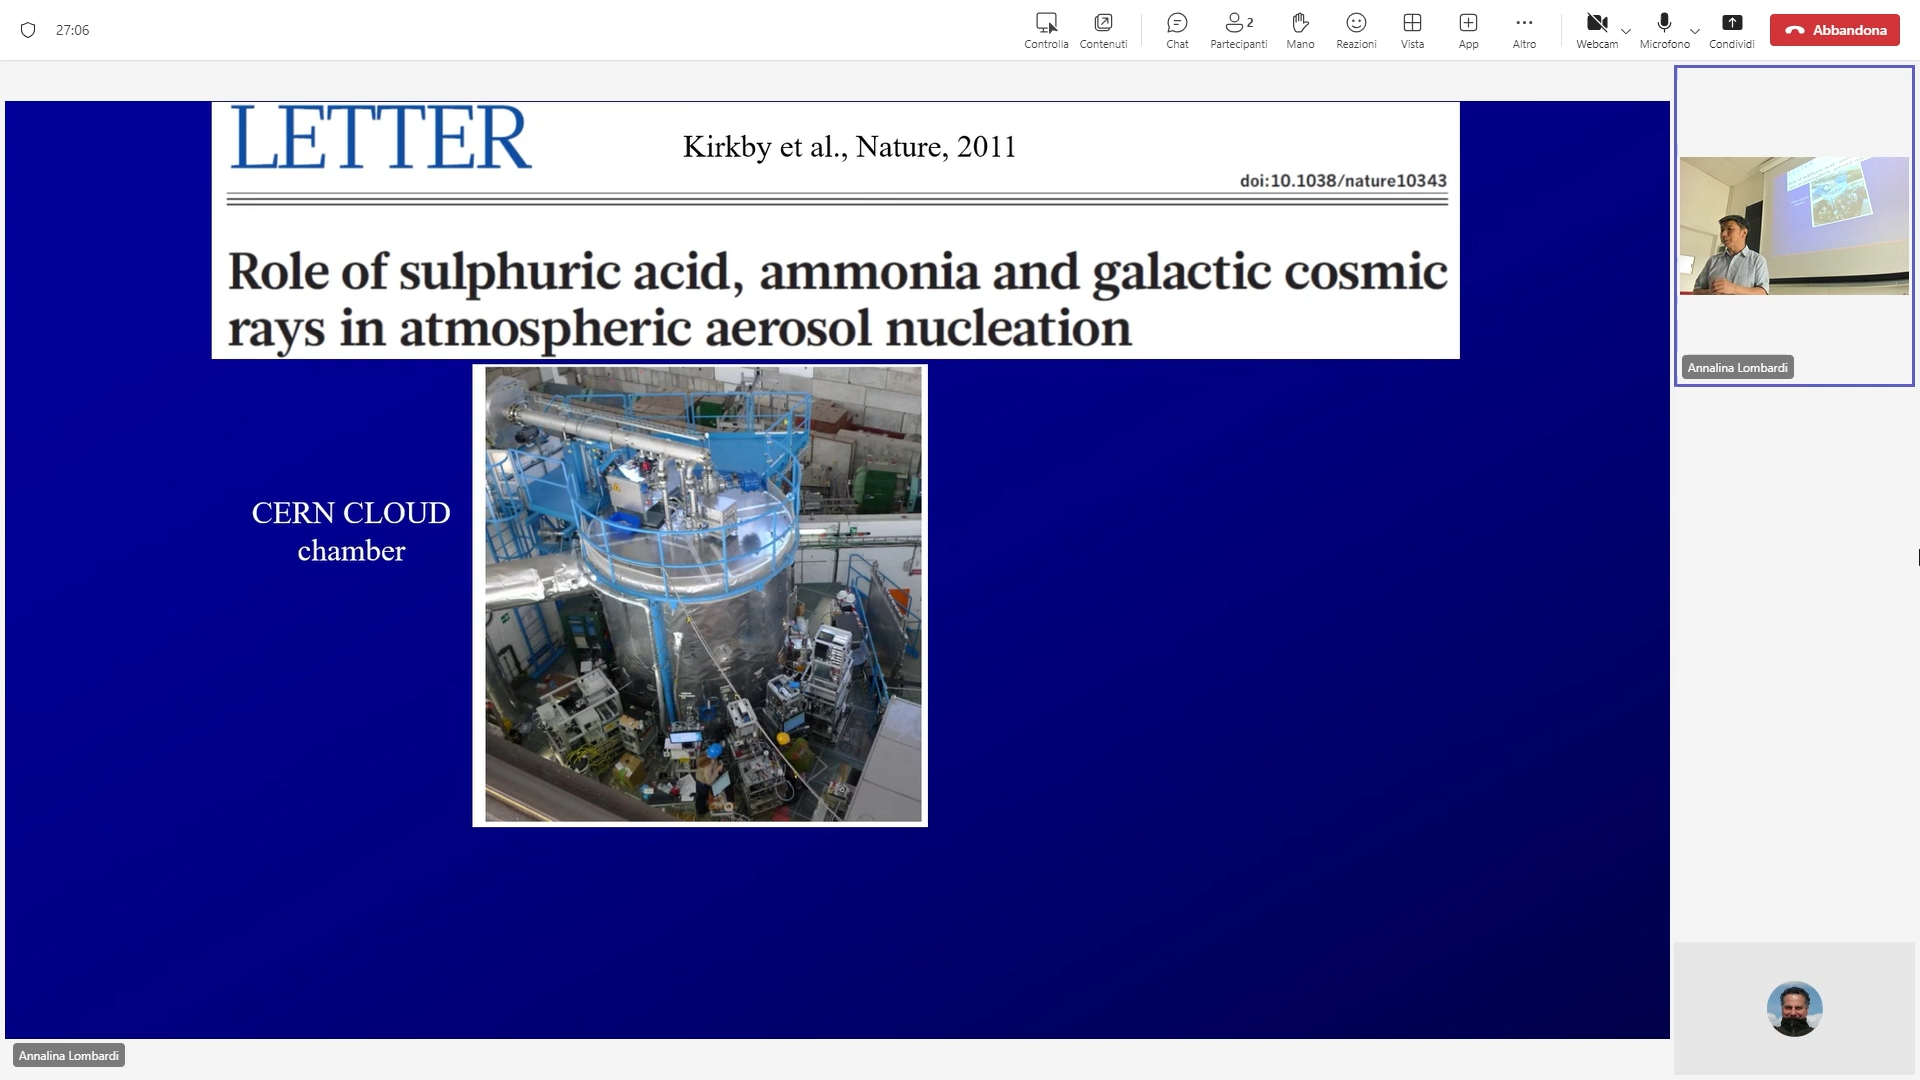 27:06
Controlla
Contenuti
Chat
2
Partecipanti
Mano
Reazioni
Vista
App
Altro
Webcam
Microfono
Condividi
Abbandona
LETTER
Kirkby et al., Nature, 2011
doi:10.1038/nature10343
Role of sulphuric acid, ammonia and galactic cosmic
rays in atmospheric aerosol nucleation
CERN CLOUD
chamber
Annalina Lombardi
Annalina Lombardi